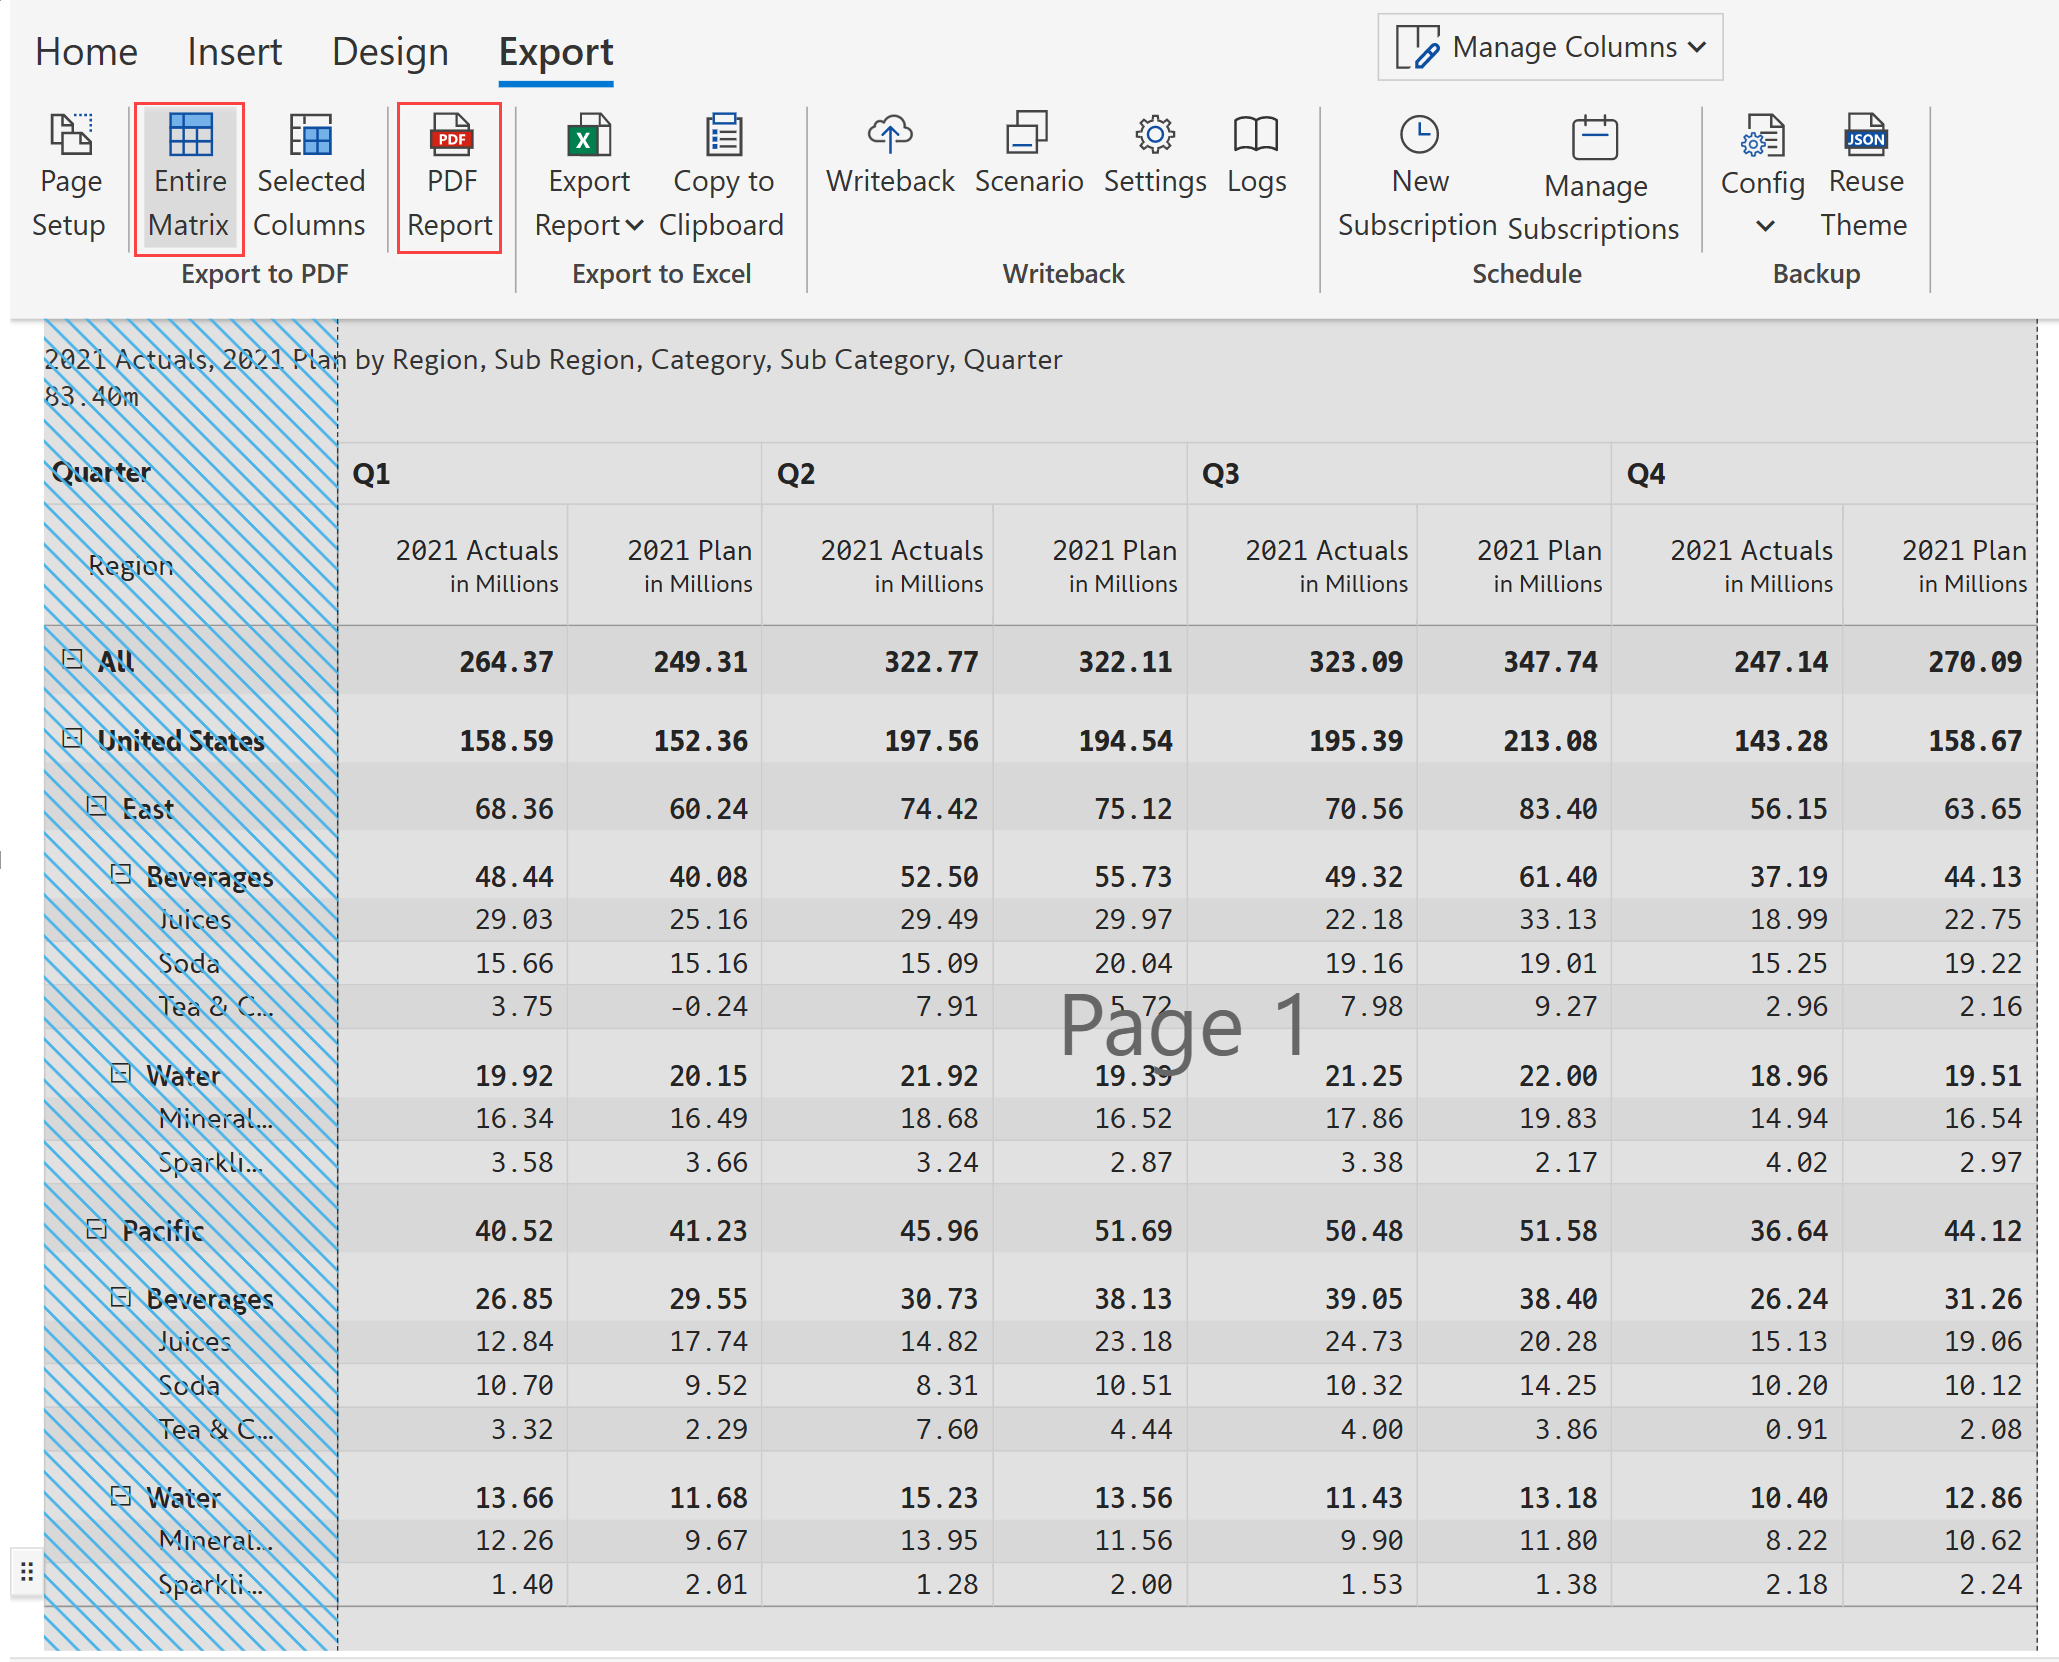 Home Insert Design Export Manage Columns
Page Setup
Entire Matrix
Selected Columns
PDF
PDF Report
X
Export Report
Copy to Clipboard
Writeback
Scenario
Settings
Logs
New Subscription
Manage Subscriptions
Config
JSON
Reuse Theme
Export to PDF Export to Excel Writeback Schedule Backup
2021 Actuals, 2021 Plan by Region, Sub Region, Category, Sub Category, Quarter
83.40m
Quarter Q1 Q2 Q3 Q4
Region
2021 Actuals 2021 Plan 2021 Actuals 2021 Plan 2021 Actuals 2021 Plan 2021 Actuals 2021 Plan
in Millions in Millions in Millions in Millions in Millions in Millions in Millions in Millions
All 264.37 249.31 322.77 322.11 323.09 347.74 247.14 270.09
United States 158.59 152.36 197.56 194.54 195.39 213.08 143.28 158.67
East 68.36 60.24 74.42 75.12 70.56 83.40 56.15 63.65
Beverages 48.44 40.08 52.50 55.73 49.32 61.40 37.19 44.13
Juices 29.03 25.16 29.49 29.97 22.18 33.13 18.99 22.75
Soda 15.66 15.16 15.09 20.04 19.16 19.01 15.25 19.22
Tea & C... 3.75 -0.24 7.91 5.72 7.98 9.27 2.96 2.16
Page 1
Water 19.92 20.15 21.92 19.39 21.25 22.00 18.96 19.51
Mineral... 16.34 16.49 18.68 16.52 17.86 19.83 14.94 16.54
Sparkli... 3.58 3.66 3.24 2.87 3.38 2.17 4.02 2.97
Pacific 40.52 41.23 45.96 51.69 50.48 51.58 36.64 44.12
Beverages 26.85 29.55 30.73 38.13 39.05 38.40 26.24 31.26
Juices 12.84 17.74 14.82 23.18 24.73 20.28 15.13 19.06
Soda 10.70 9.52 8.31 10.51 10.32 14.25 10.20 10.12
Tea & C... 3.32 2.29 7.60 4.44 4.00 3.86 0.91 2.08
Water 13.66 11.68 15.23 13.56 11.43 13.18 10.40 12.86
Mineral... 12.26 9.67 13.95 11.56 9.90 11.80 8.22 10.62
Sparkli... 1.40 2.01 1.28 2.00 1.53 1.38 2.18 2.24